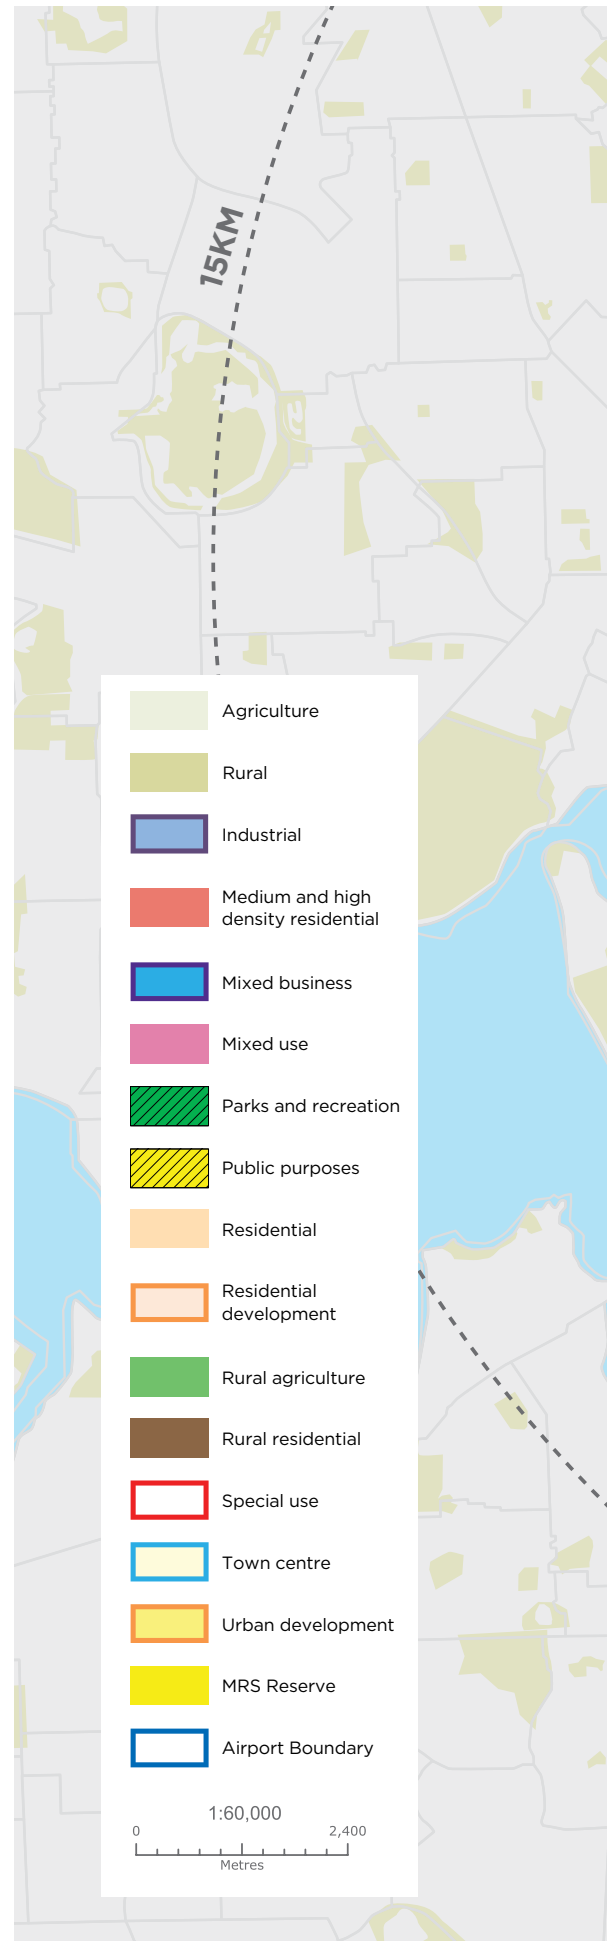 15KM
Agriculture
Rural
Industrial
Medium and high
density residential
Mixed business
Mixed use
Parks and recreation
Public purposes
Residential
Residential
development
Rural agriculture
Rural residential
Special use
Town centre
Urban development
MRS Reserve
Airport Boundary
1:60,000
0 2,400
Metres